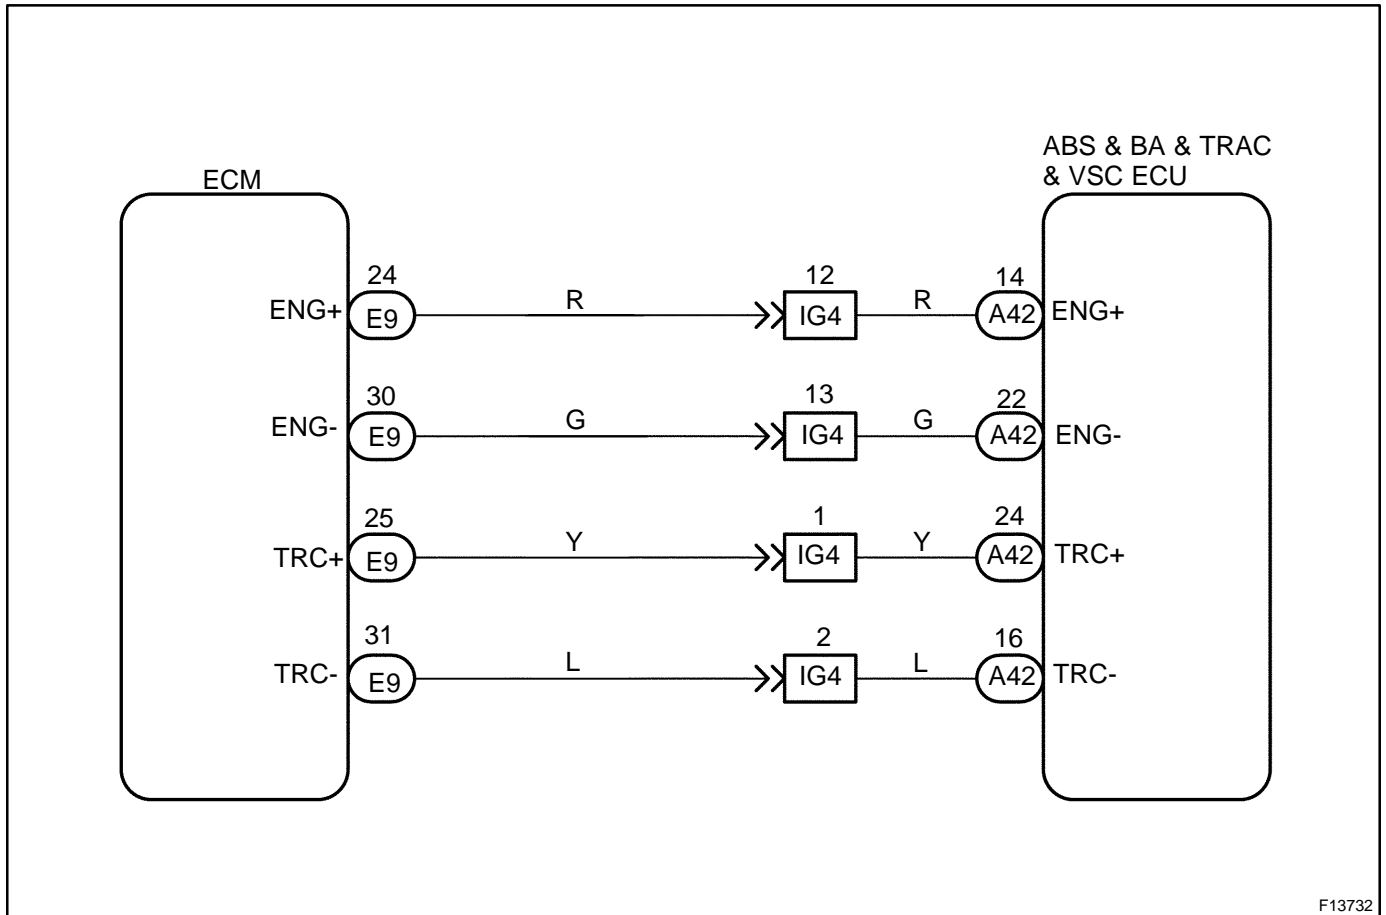 ABS & BA & TRAC
& VSC ECU
ECM
24 12 14
ENG+ E9 R IG4 R A42 ENG+
30 13 22
ENG- E9 G IG4 G A42 ENG-
25 1 24
TRC+ E9 Y IG4 Y A42 TRC+
31 2 16
TRC- E9 L IG4 L A42 TRC-
F13732